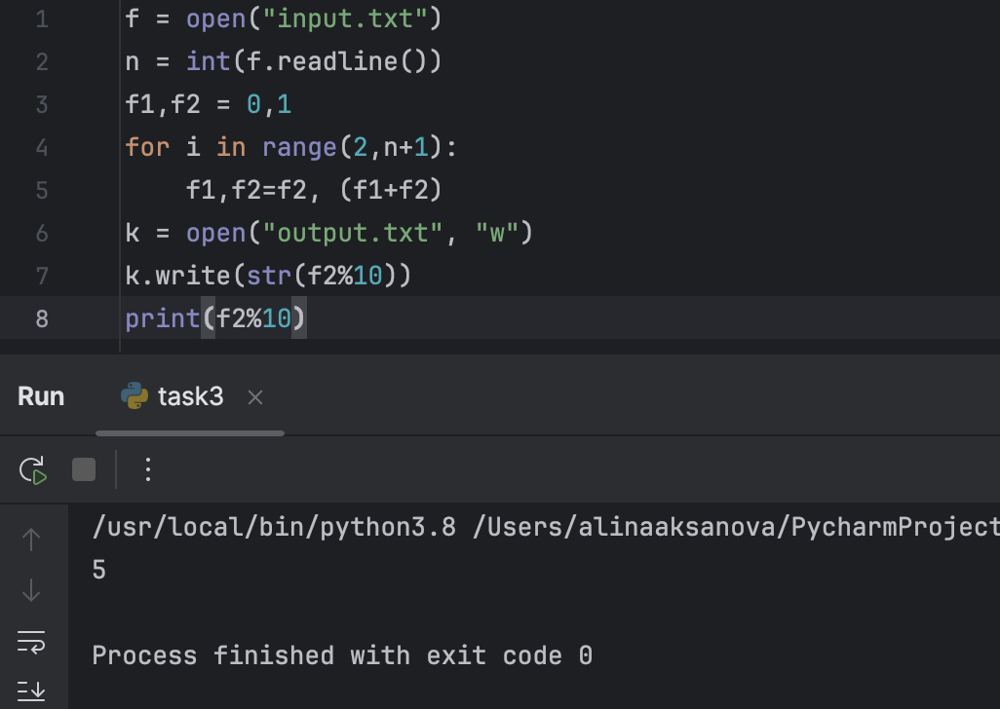 1 f = open("input.txt")
2 n = int(f.readline())
3 f1,f2 = 0,1
4 for i in range(2,n+1):
5     f1,f2=f2, (f1+f2)
6 k = open("output.txt", "w")
7 k.write(str(f2%10))
8 print(f2%10)
Run task3
/usr/local/bin/python3.8 /Users/alinaaksanova/PycharmProject
5
Process finished with exit code 0